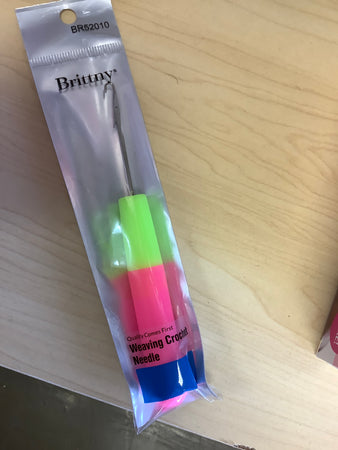 BR52010
Brittny®
Quality Comes First
Weaving Crochet
Needle